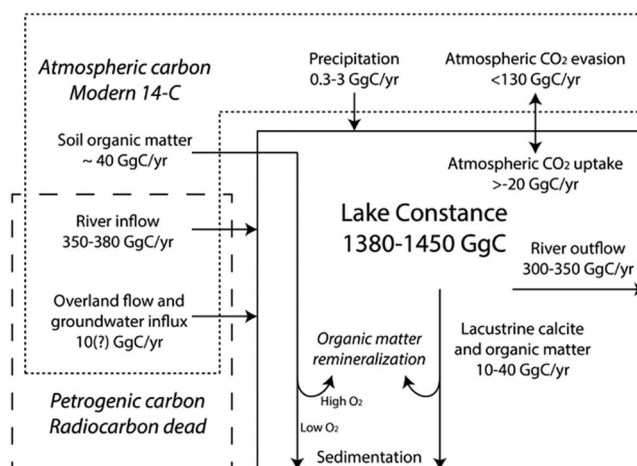 Atmospheric carbon
Modern 14-C
Precipitation
0.3-3 GgC/yr
Atmospheric CO₂ evasion
<130 GgC/yr
Soil organic matter
~ 40 GgC/yr
Atmospheric CO₂ uptake
>-20 GgC/yr
River inflow
350-380 GgC/yr
Lake Constance
1380-1450 GgC
River outflow
300-350 GgC/yr
Overland flow and
groundwater influx
10(?) GgC/yr
Organic matter
remineralization
Lacustrine calcite
and organic matter
10-40 GgC/yr
High O₂
Low O₂
Petrogenic carbon
Radiocarbon dead
Sedimentation